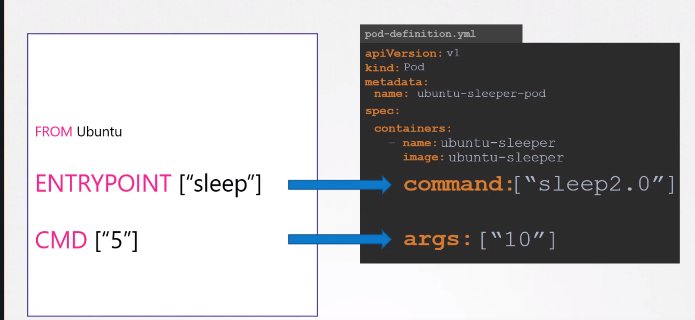 FROM Ubuntu
ENTRYPOINT [“sleep”]
CMD [“5”]
pod-definition.yml
apiVersion: v1
kind: Pod
metadata:
name: ubuntu-sleeper-pod
spec:
containers:
- name: ubuntu-sleeper
image: ubuntu-sleeper
command:[“sleep2.0”]
args: [“10”]